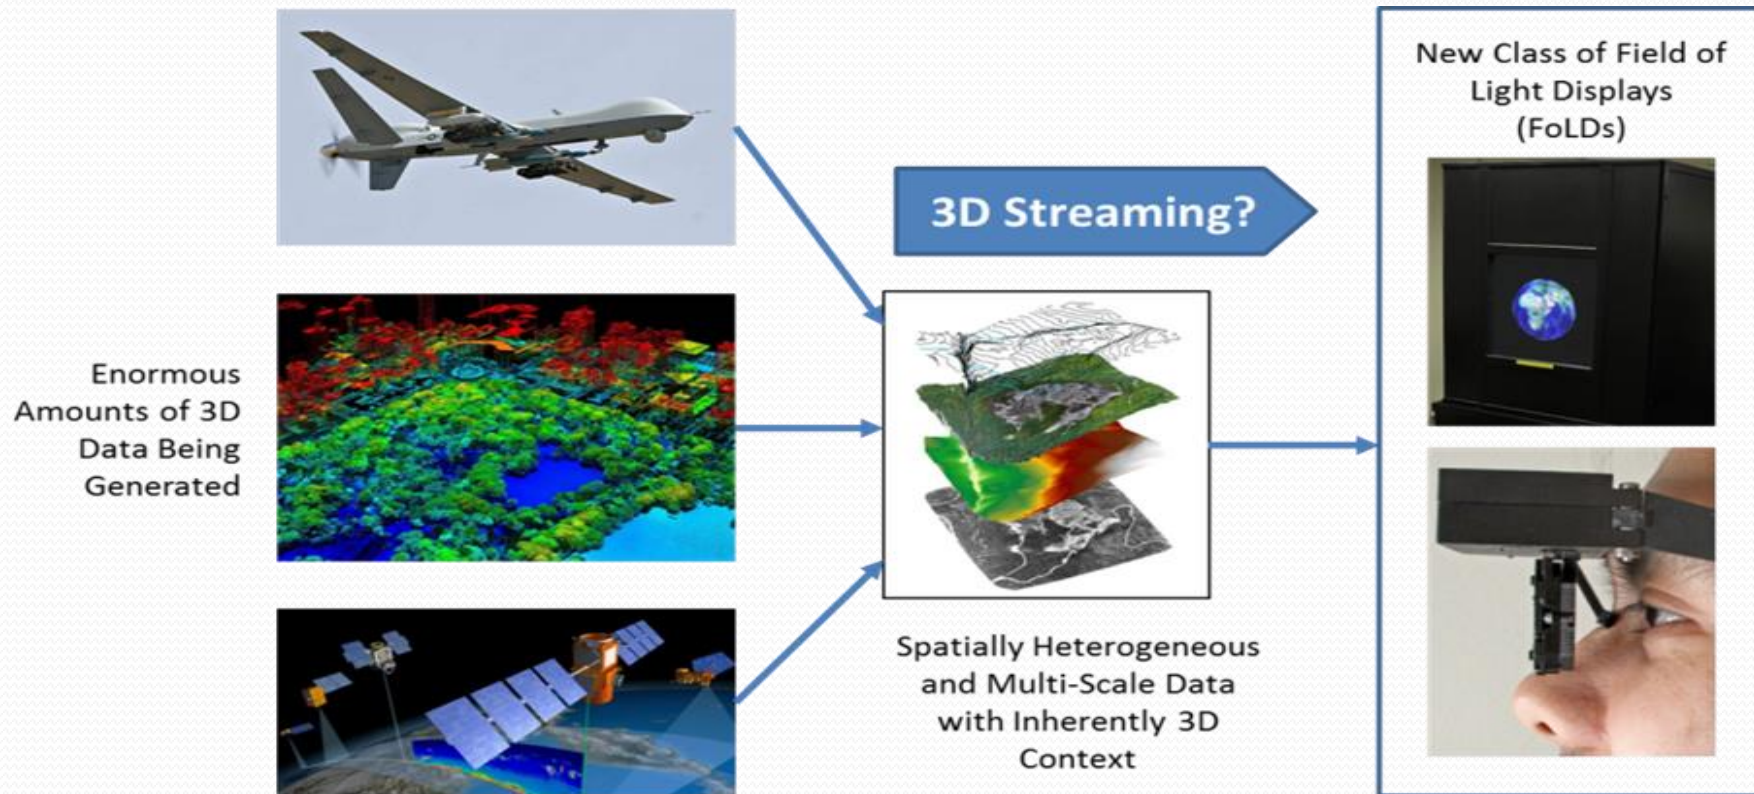 Enormous
Amounts of 3D
Data Being
Generated
3D Streaming?
Spatially Heterogeneous
and Multi-Scale Data
with Inherently 3D
Context
New Class of Field of
Light Displays
(FoLDs)